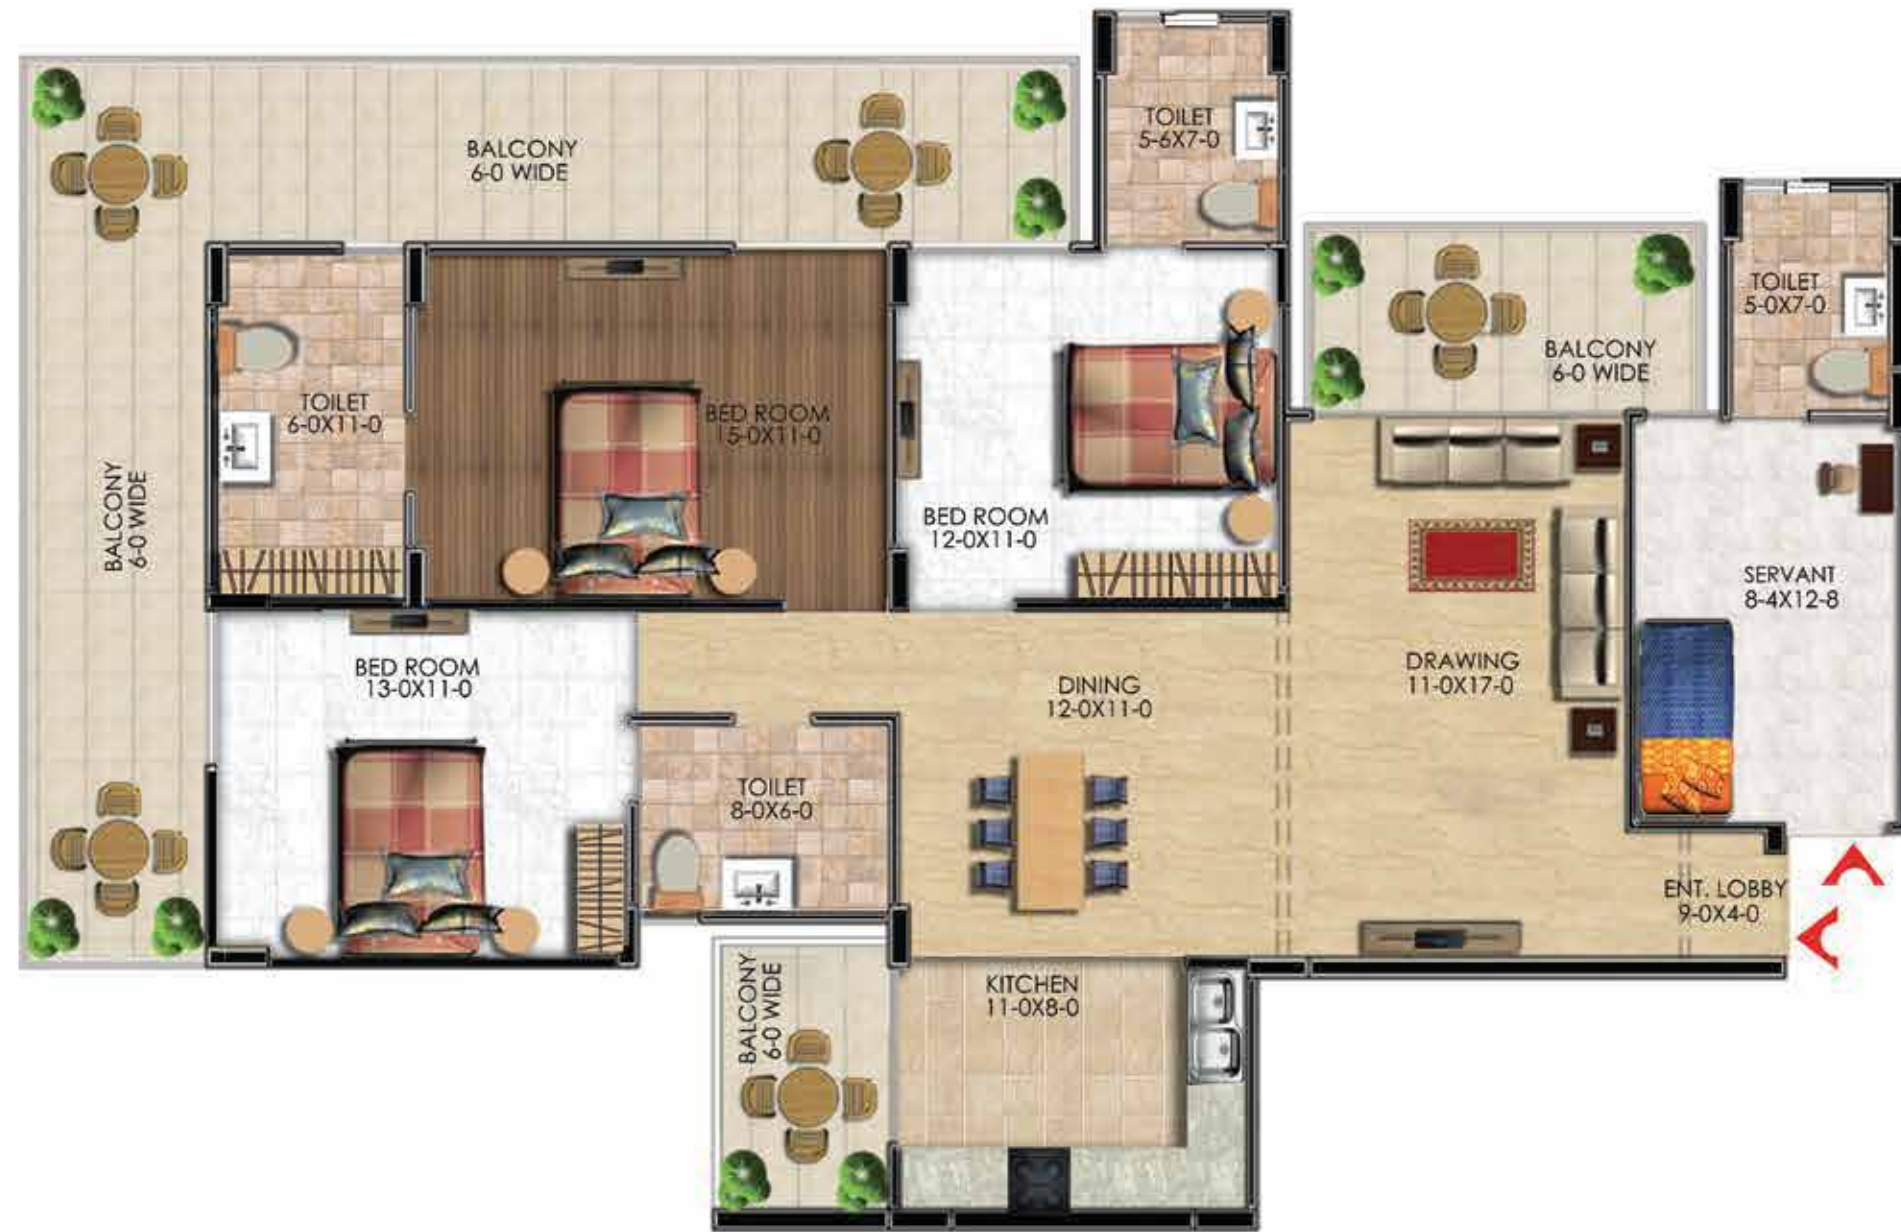 TOILET
5-6X7-0
BALCONY
6-0 WIDE
TOILET
5-0X7-0
BALCONY
6-0 WIDE
TOILET
6-0X11-0
BED ROOM
15-0X11-0
BALCONY
6-0 WIDE
BED ROOM
12-0X11-0
SERVANT
8-4X12-8
BED ROOM
13-0X11-0
DINING
12-0X11-0
DRAWING
11-0X17-0
TOILET
8-0X6-0
ENT. LOBBY
9-0X4-0
BALCONY
6-0 WIDE
KITCHEN
11-0X8-0